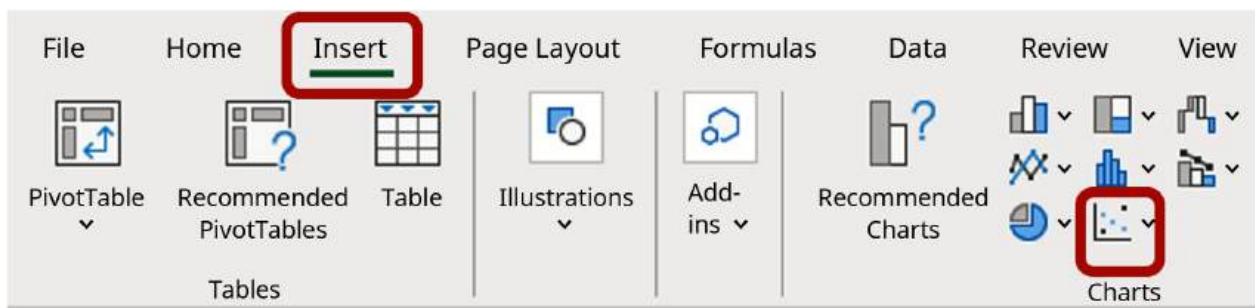 File Home Insert Page Layout Formulas Data Review View
PivotTable
Recommended
PivotTables
Table
Illustrations
Add-
ins
Recommended
Charts
Tables
Charts